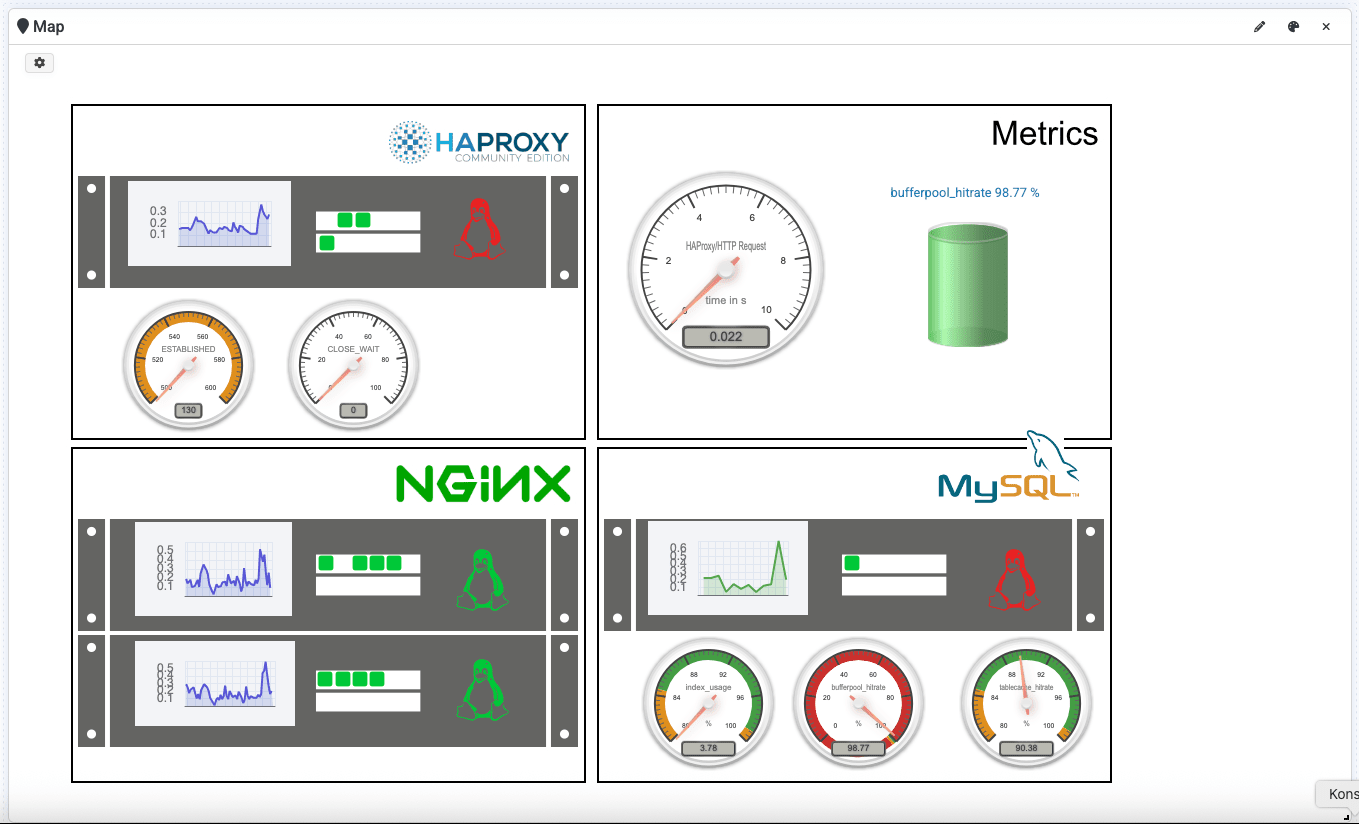 Map
HAPROXY
COMMUNITY EDITION
0.3
0.2
0.1
540 560
ESTABLISHED
520 580
500 600
130
40 60
CLOSE_WAIT
20 80
0 100
0
Metrics
4 6
HAProxy/HTTP Request
2 8
time in s
0 10
0.022
bufferpool_hitrate 98.77 %
NGiNX
0.5
0.4
0.3
0.2
0.1
0.5
0.4
0.3
0.2
0.1
MySQL™
0.6
0.5
0.4
0.3
0.2
0.1
88 92
index_usage
84 96
80 % 100
3.78
40 60
bufferpool_hitrate
20 80
0 % 100
98.77
88 92
tablecache_hitrate
84 96
80 % 100
90.38
Kons